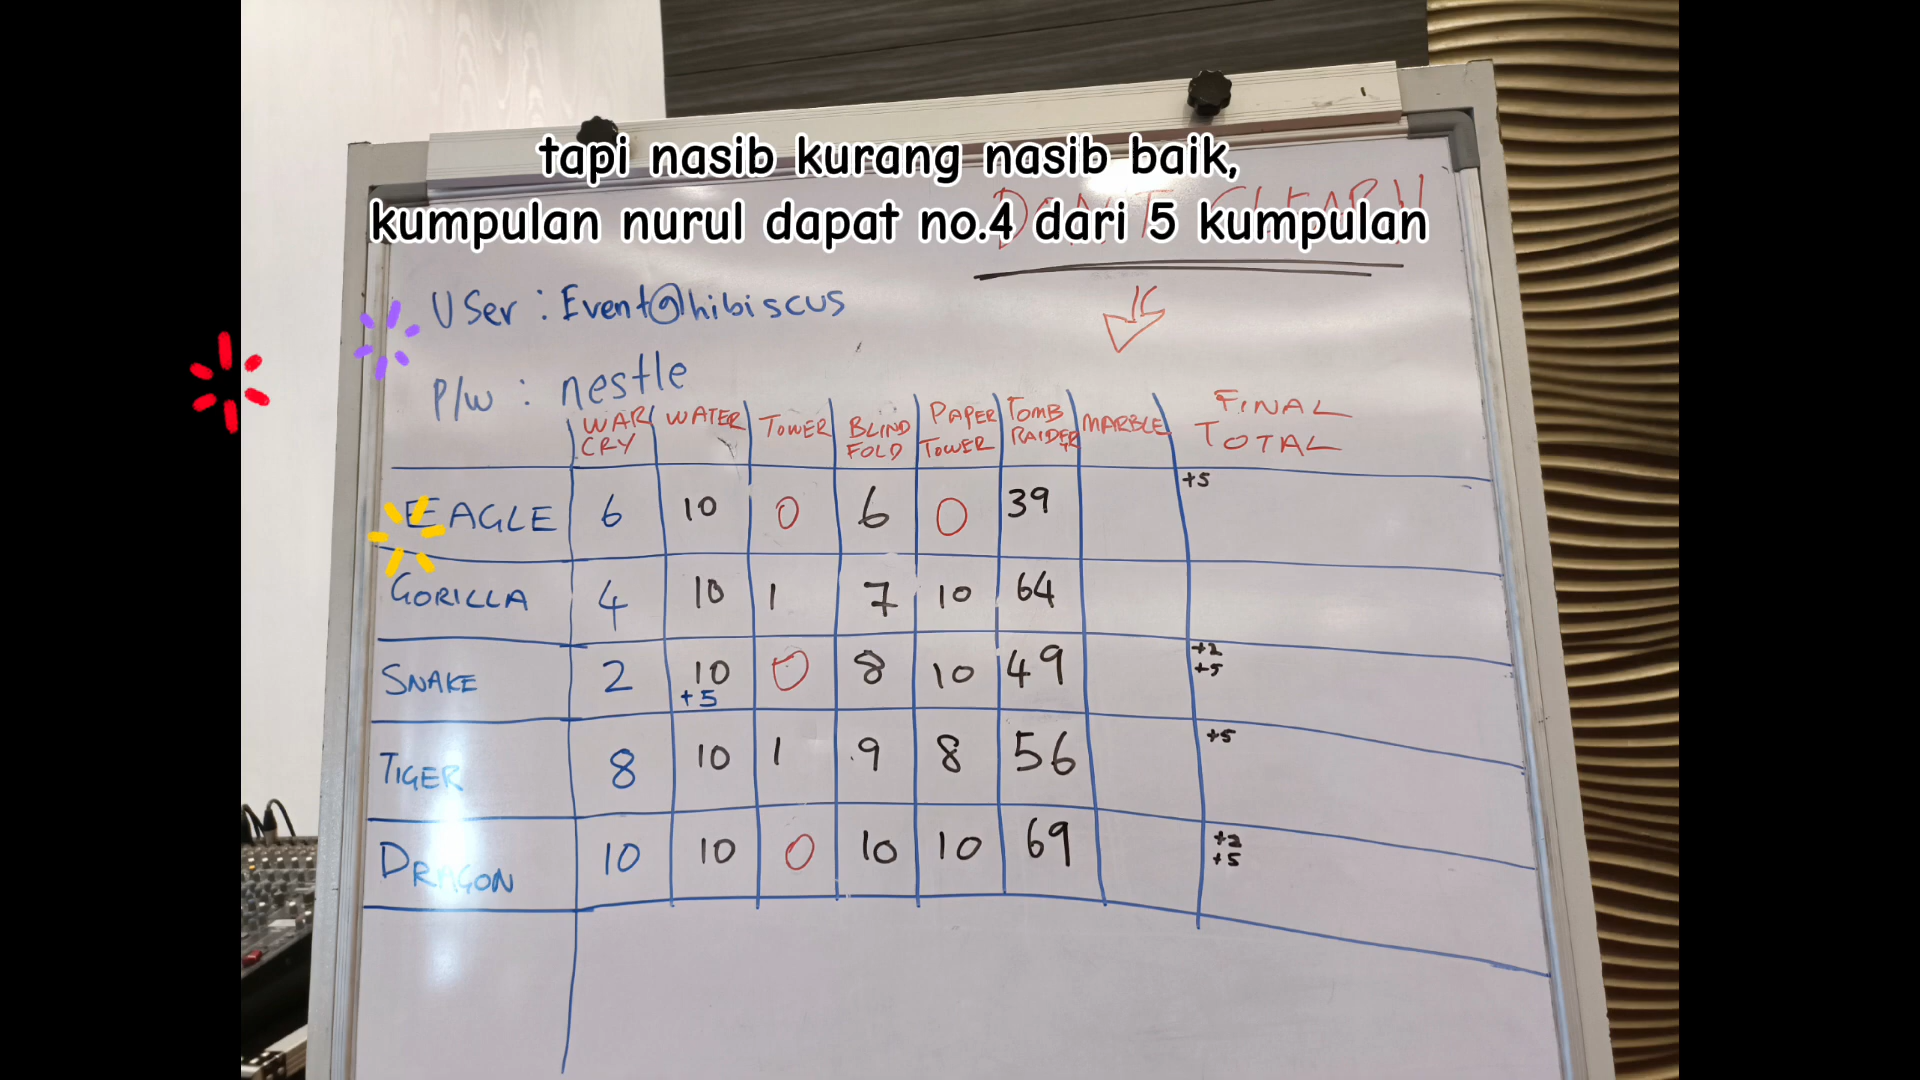 tapi nasib kurang nasib baik,
kumpulan nurul dapat no.4 dari 5 kumpulan
User : Event@hibiscus
P/w : nestle
WAR CRY WATER TOWER BLIND FOLD PAPER TOWER TOMB RAIDER MARBLE FINAL TOTAL
EAGLE 6 10 0 6 0 39 +5
GORILLA 4 10 1 7 10 64
SNAKE 2 10 +5 0 8 10 49 +2 +5
TIGER 8 10 1 9 8 56 +5
DRAGON 10 10 0 10 10 69 +2 +5